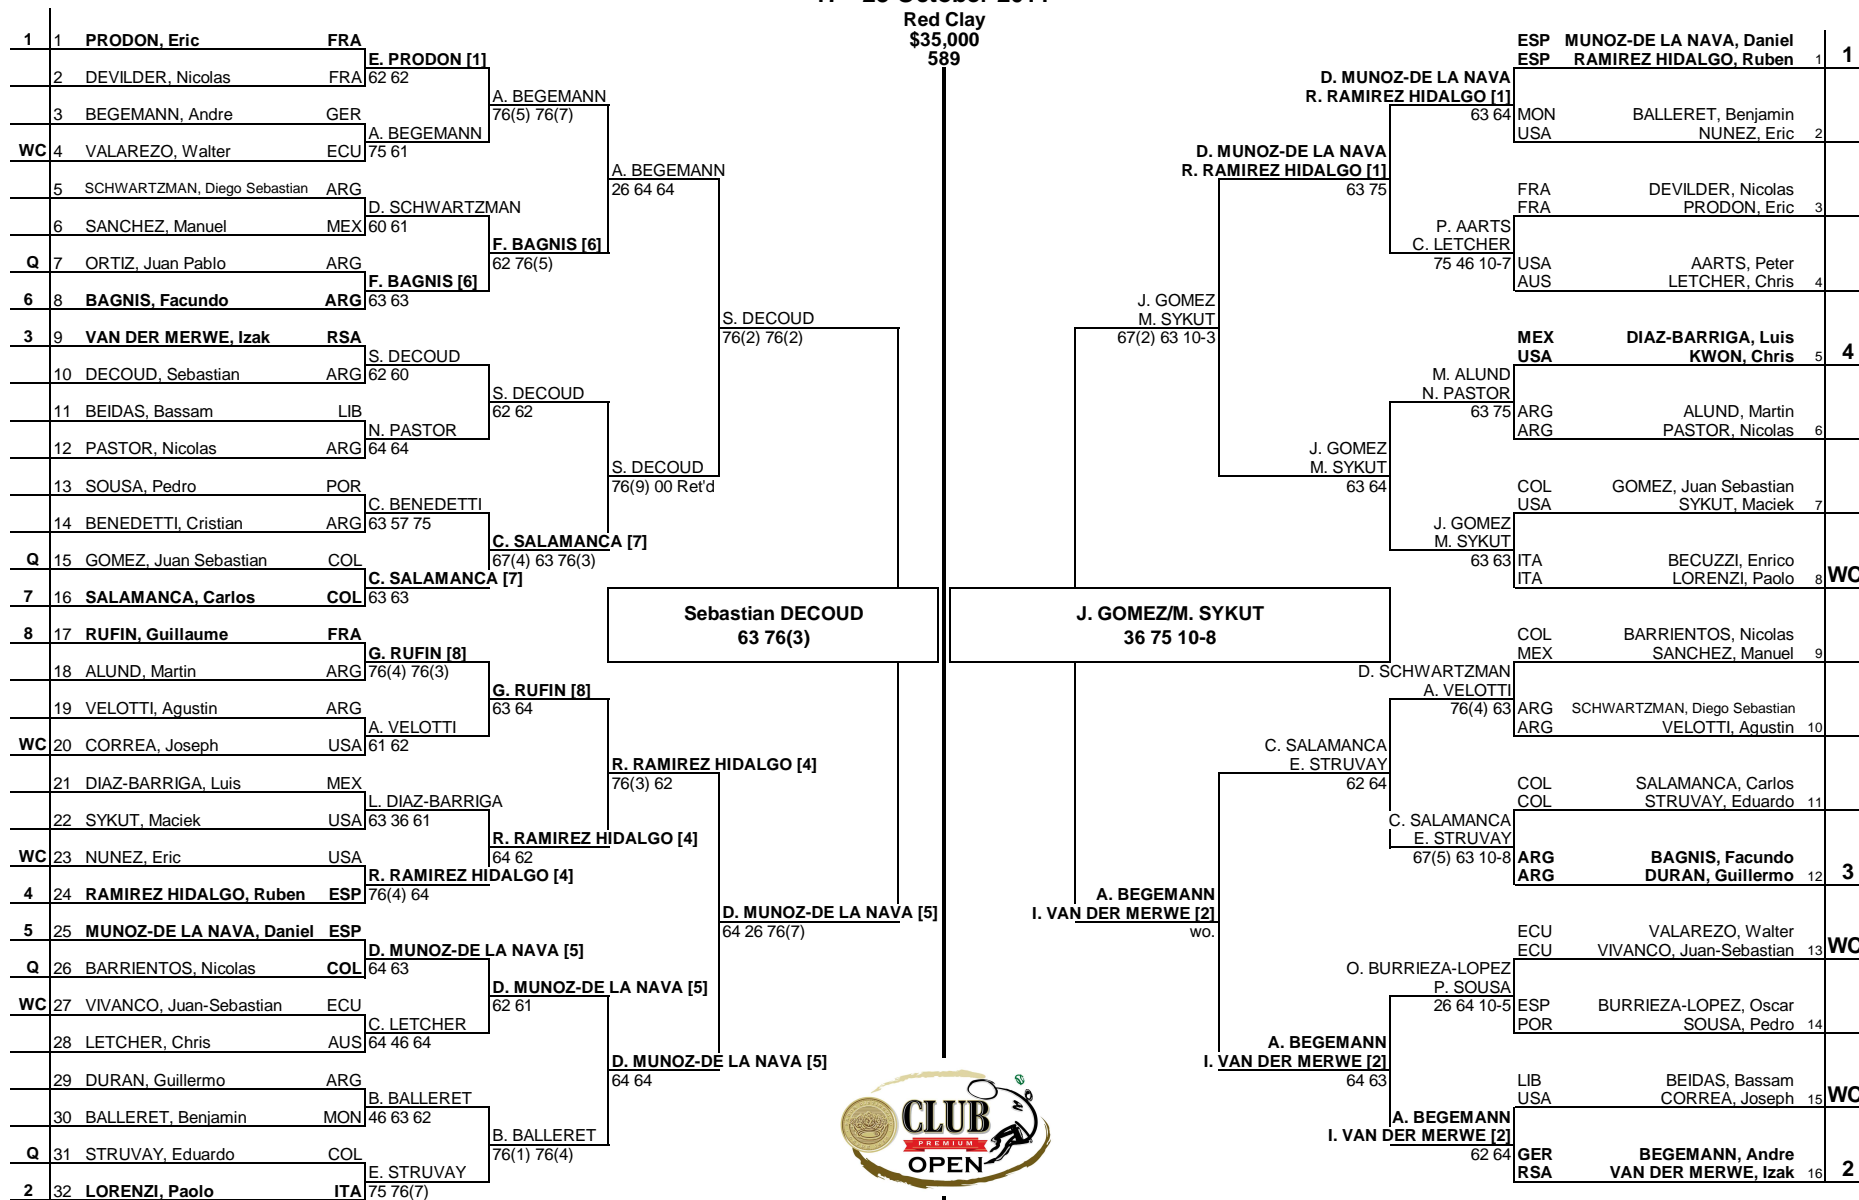 Red Clay
$35,000
589
1 1 PRODON, Eric FRA
E. PRODON [1]
2 DEVILDER, Nicolas FRA 62 62
A. BEGEMANN
3 BEGEMANN, Andre GER 76(5) 76(7)
A. BEGEMANN
WC 4 VALAREZO, Walter ECU 75 61
A. BEGEMANN
5 SCHWARTZMAN, Diego Sebastian ARG 26 64 64
D. SCHWARTZMAN
6 SANCHEZ, Manuel MEX 60 61
F. BAGNIS [6]
Q 7 ORTIZ, Juan Pablo ARG 62 76(5)
F. BAGNIS [6]
6 8 BAGNIS, Facundo ARG 63 63
S. DECOUD
3 9 VAN DER MERWE, Izak RSA 76(2) 76(2)
S. DECOUD
10 DECOUD, Sebastian ARG 62 60
S. DECOUD
11 BEIDAS, Bassam LIB 62 62
N. PASTOR
12 PASTOR, Nicolas ARG 64 64
S. DECOUD
13 SOUSA, Pedro POR 76(9) 00 Ret'd
C. BENEDETTI
14 BENEDETTI, Cristian ARG 63 57 75
C. SALAMANCA [7]
Q 15 GOMEZ, Juan Sebastian COL 67(4) 63 76(3)
C. SALAMANCA [7]
7 16 SALAMANCA, Carlos COL 63 63
Sebastian DECOUD
63 76(3)
8 17 RUFIN, Guillaume FRA
G. RUFIN [8]
18 ALUND, Martin ARG 76(4) 76(3)
G. RUFIN [8]
19 VELOTTI, Agustin ARG 63 64
A. VELOTTI
WC 20 CORREA, Joseph USA 61 62
R. RAMIREZ HIDALGO [4]
21 DIAZ-BARRIGA, Luis MEX 76(3) 62
L. DIAZ-BARRIGA
22 SYKUT, Maciek USA 63 36 61
R. RAMIREZ HIDALGO [4]
WC 23 NUNEZ, Eric USA 64 62
R. RAMIREZ HIDALGO [4]
4 24 RAMIREZ HIDALGO, Ruben ESP 76(4) 64
D. MUNOZ-DE LA NAVA [5]
5 25 MUNOZ-DE LA NAVA, Daniel ESP 64 26 76(7)
D. MUNOZ-DE LA NAVA [5]
Q 26 BARRIENTOS, Nicolas COL 64 63
D. MUNOZ-DE LA NAVA [5]
WC 27 VIVANCO, Juan-Sebastian ECU 62 61
C. LETCHER
28 LETCHER, Chris AUS 64 46 64
D. MUNOZ-DE LA NAVA [5]
29 DURAN, Guillermo ARG 64 64
B. BALLERET
30 BALLERET, Benjamin MON 46 63 62
B. BALLERET
Q 31 STRUVAY, Eduardo COL 76(1) 76(4)
E. STRUVAY
2 32 LORENZI, Paolo ITA 75 76(7)
ESP MUNOZ-DE LA NAVA, Daniel
ESP RAMIREZ HIDALGO, Ruben 1 1
D. MUNOZ-DE LA NAVA
R. RAMIREZ HIDALGO [1]
63 64 MON BALLERET, Benjamin
USA NUNEZ, Eric 2
D. MUNOZ-DE LA NAVA
R. RAMIREZ HIDALGO [1]
63 75 FRA DEVILDER, Nicolas
FRA PRODON, Eric 3
P. AARTS
C. LETCHER
75 46 10-7 USA AARTS, Peter
AUS LETCHER, Chris 4
J. GOMEZ
M. SYKUT
67(2) 63 10-3 MEX DIAZ-BARRIGA, Luis
USA KWON, Chris 5 4
M. ALUND
N. PASTOR
63 75 ARG ALUND, Martin
ARG PASTOR, Nicolas 6
J. GOMEZ
M. SYKUT
63 64 COL GOMEZ, Juan Sebastian
USA SYKUT, Maciek 7
J. GOMEZ
M. SYKUT
63 63 ITA BECUZZI, Enrico
ITA LORENZI, Paolo 8 WC
J. GOMEZ/M. SYKUT
36 75 10-8
COL BARRIENTOS, Nicolas
MEX SANCHEZ, Manuel 9
D. SCHWARTZMAN
A. VELOTTI
76(4) 63 ARG SCHWARTZMAN, Diego Sebastian
ARG VELOTTI, Agustin 10
C. SALAMANCA
E. STRUVAY
62 64 COL SALAMANCA, Carlos
COL STRUVAY, Eduardo 11
C. SALAMANCA
E. STRUVAY
67(5) 63 10-8 ARG BAGNIS, Facundo
ARG DURAN, Guillermo 12 3
A. BEGEMANN
I. VAN DER MERWE [2]
wo. ECU VALAREZO, Walter
ECU VIVANCO, Juan-Sebastian 13 WC
O. BURRIEZA-LOPEZ
P. SOUSA
26 64 10-5 ESP BURRIEZA-LOPEZ, Oscar
POR SOUSA, Pedro 14
A. BEGEMANN
I. VAN DER MERWE [2]
64 63 LIB BEIDAS, Bassam
USA CORREA, Joseph 15 WC
A. BEGEMANN
I. VAN DER MERWE [2]
62 64 GER BEGEMANN, Andre
RSA VAN DER MERWE, Izak 16 2
CLUB
PREMIUM
OPEN